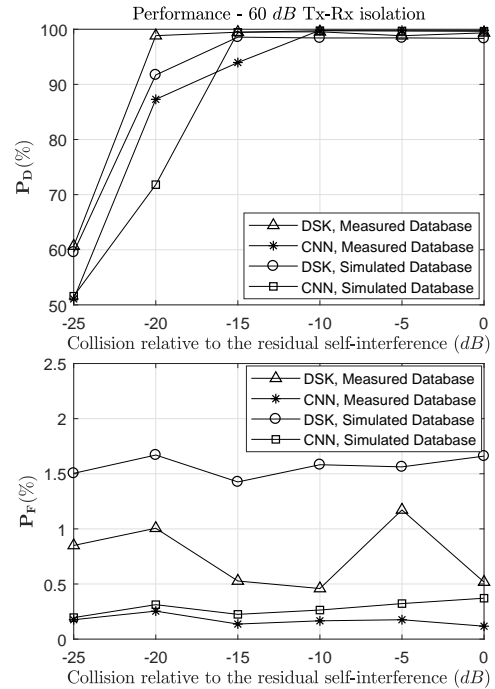 Performance - 60 dB Tx-Rx isolation
100
90
80
70
60
50
P_D(%)
DSK, Measured Database
CNN, Measured Database
DSK, Simulated Database
CNN, Simulated Database
-25 -20 -15 -10 -5 0
Collision relative to the residual self-interference (dB)
2.5
2
1.5
1
0.5
0
P_F(%)
DSK, Measured Database
CNN, Measured Database
DSK, Simulated Database
CNN, Simulated Database
-25 -20 -15 -10 -5 0
Collision relative to the residual self-interference (dB)